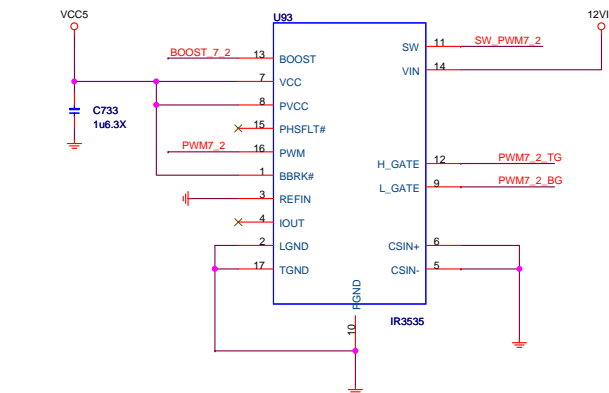 U93
VCC5
12VI
BOOST_7_2
13
BOOST
SW
11
SW_PWM7_2
7
VCC
VIN
14
C733
1u6.3X
8
PVCC
15
PHSFLT#
PWM7_2
16
PWM
H_GATE
12
PWM7_2_TG
1
BBRK#
L_GATE
9
PWM7_2_BG
3
REFIN
4
IOUT
2
LGND
CSIN+
6
17
TGND
CSIN-
5
PGND
10
IR3535